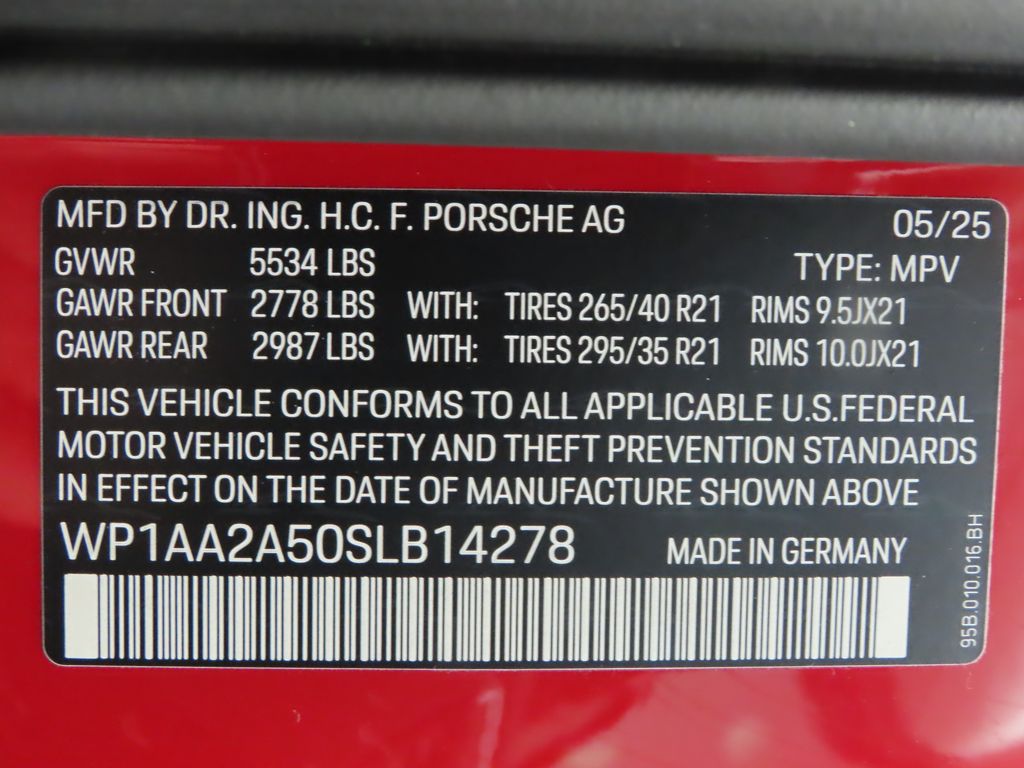 MFD BY DR. ING. H.C. F. PORSCHE AG 05/25
GVWR 5534 LBS TYPE: MPV
GAWR FRONT 2778 LBS WITH: TIRES 265/40 R21 RIMS 9.5JX21
GAWR REAR 2987 LBS WITH: TIRES 295/35 R21 RIMS 10.0JX21
THIS VEHICLE CONFORMS TO ALL APPLICABLE U.S.FEDERAL
MOTOR VEHICLE SAFETY AND THEFT PREVENTION STANDARDS
IN EFFECT ON THE DATE OF MANUFACTURE SHOWN ABOVE
WP1AA2A50SLB14278 MADE IN GERMANY
95B.010.016.BH